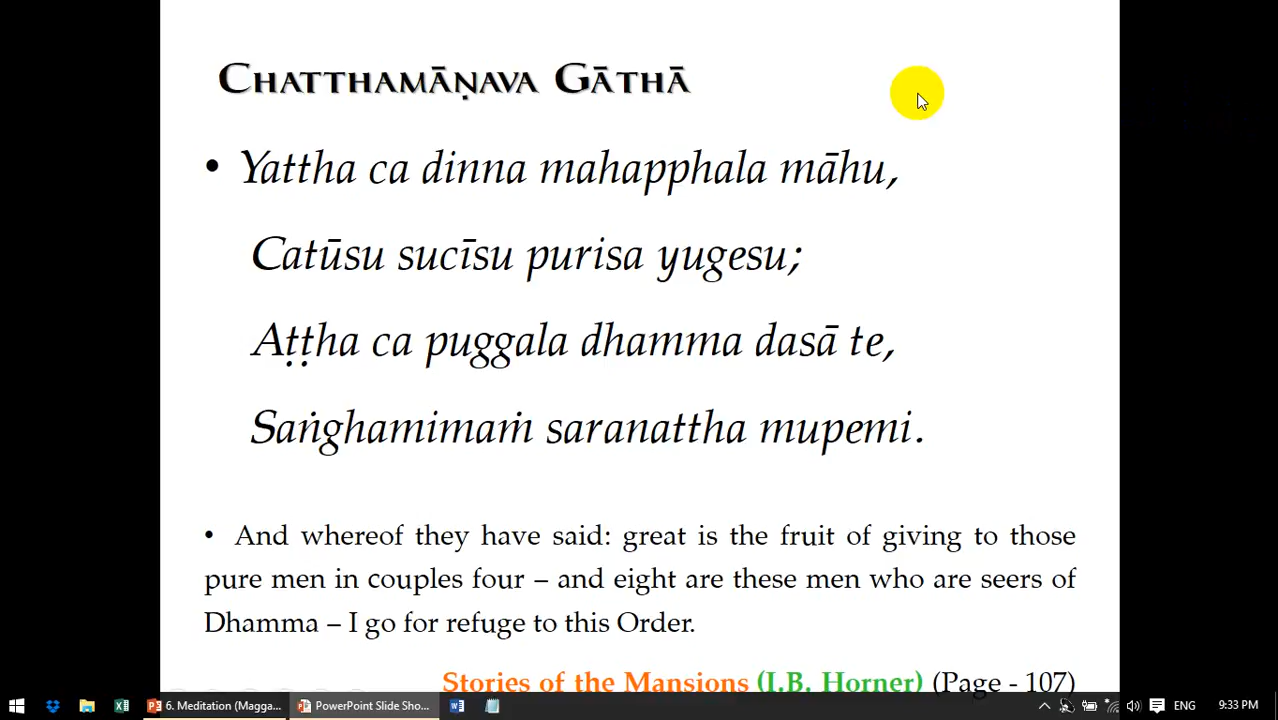 Chatthamāṇava Gāthā
• Yattha ca dinna mahapphala māhu,
Catūsu sucīsu purisa yugesu;
Aṭṭha ca puggala dhamma dasā te,
Saṅghamimaṁ saranattha mupemi.
• And whereof they have said: great is the fruit of giving to those
pure men in couples four – and eight are these men who are seers of
Dhamma – I go for refuge to this Order.
Stories of the Mansions (I.B. Horner) (Page - 107)
6. Meditation (Magga... PowerPoint Slide Sho... ENG 9:33 PM